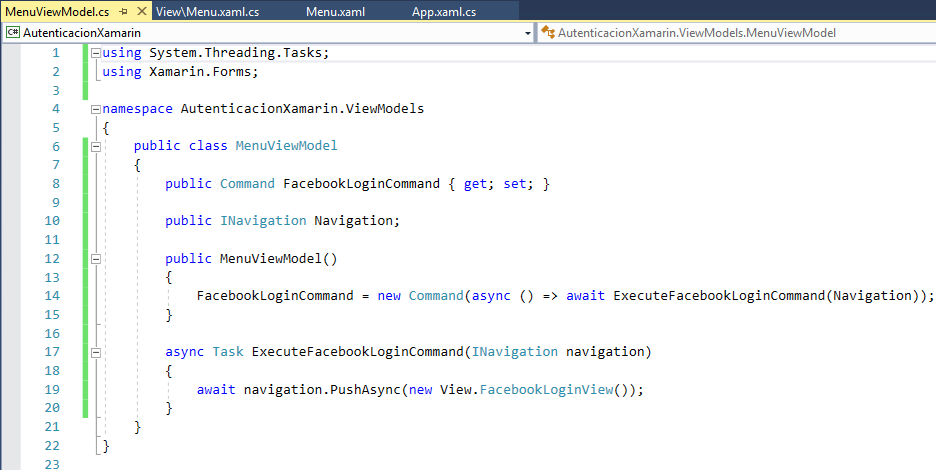 MenuViewModel.cs View\Menu.xaml.cs Menu.xaml App.xaml.cs
C# AutenticacionXamarin AutenticacionXamarin.ViewModels.MenuViewModel
1 using System.Threading.Tasks;
2 using Xamarin.Forms;
3
4 namespace AutenticacionXamarin.ViewModels
5 {
6 public class MenuViewModel
7 {
8 public Command FacebookLoginCommand { get; set; }
9
10 public INavigation Navigation;
11
12 public MenuViewModel()
13 {
14 FacebookLoginCommand = new Command(async () => await ExecuteFacebookLoginCommand(Navigation));
15 }
16
17 async Task ExecuteFacebookLoginCommand(INavigation navigation)
18 {
19 await navigation.PushAsync(new View.FacebookLoginView());
20 }
21 }
22 }
23